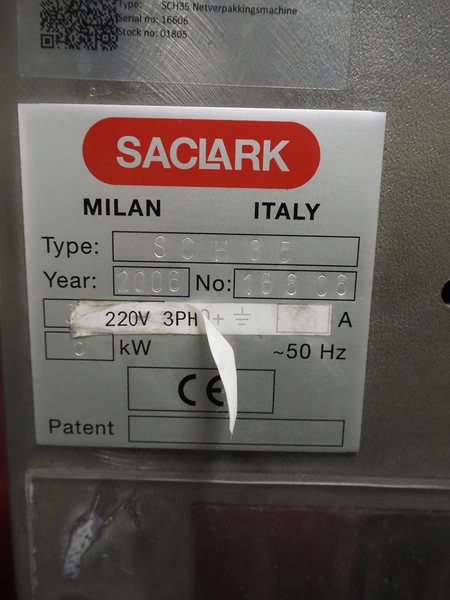 Type: SCH35 Netverpakkingsmachine
Serial no: 16606
Stock no: 01805
SACLARK
MILAN ITALY
Type: SCH35
Year: 2006 No: 16606
220V 3PH + A
kW ~50 Hz
CE
Patent